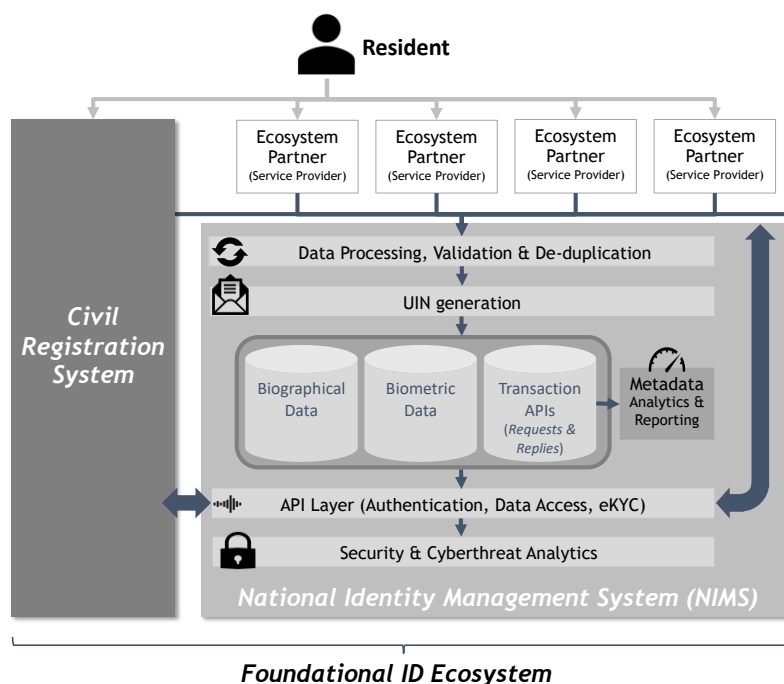 Resident
Ecosystem
Partner
(Service Provider)
Ecosystem
Partner
(Service Provider)
Ecosystem
Partner
(Service Provider)
Ecosystem
Partner
(Service Provider)
Civil
Registration
System
Data Processing, Validation & De-duplication
UIN generation
Biographical
Data
Biometric
Data
Transaction
APIs
(Requests &
Replies)
Metadata
Analytics &
Reporting
API Layer (Authentication, Data Access, eKYC)
Security & Cyberthreat Analytics
National Identity Management System (NIMS)
Foundational ID Ecosystem